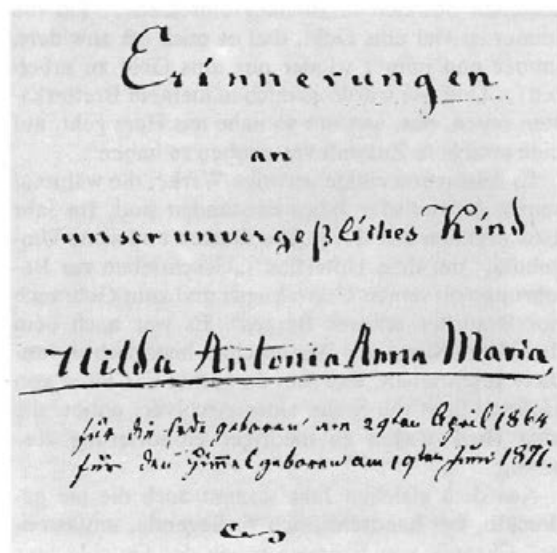 Erinnerungen
an
unser unvergeßliches Kind
Hilda Antonia Anna Maria,
für die Erde geboren am 29ten April 1864
für den Himmel geboren am 19ten Juni 1871.